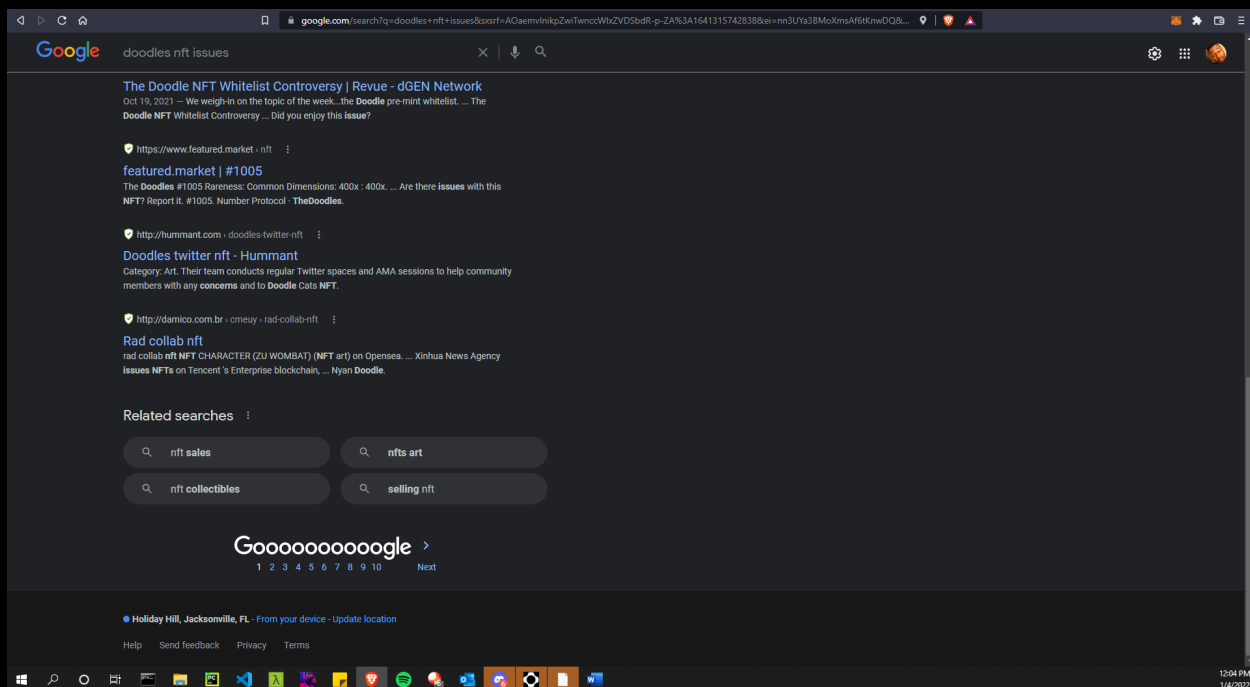 google.com/search?q=doodles+nft+issues&sxsrf=AOaemvInikpZwiTwnccWlxZVDSbdR-p-ZA%3A1641315742838&ei=nn3UYa3BMoXmsAf6tKnwDQ&...
Google doodles nft issues
The Doodle NFT Whitelist Controversy | Revue - dGEN Network
Oct 19, 2021 — We weigh-in on the topic of the week...the Doodle pre-mint whitelist. ... The
Doodle NFT Whitelist Controversy ... Did you enjoy this issue?
https://www.featured.market › nft
featured.market | #1005
The Doodles #1005 Rareness: Common Dimensions: 400x : 400x. ... Are there issues with this
NFT? Report it. #1005. Number Protocol · TheDoodles.
http://hummant.com › doodles-twitter-nft
Doodles twitter nft - Hummant
Category: Art. Their team conducts regular Twitter spaces and AMA sessions to help community
members with any concerns and to Doodle Cats NFT.
http://damico.com.br › cmeuy › rad-collab-nft
Rad collab nft
rad collab nft NFT CHARACTER (ZU WOMBAT) (NFT art) on Opensea. ... Xinhua News Agency
issues NFTs on Tencent 's Enterprise blockchain, ... Nyan Doodle.
Related searches
nft sales nfts art
nft collectibles selling nft
Goooooooooogle >
1 2 3 4 5 6 7 8 9 10 Next
Holiday Hill, Jacksonville, FL - From your device - Update location
Help Send feedback Privacy Terms
12:04 PM
1/4/2022